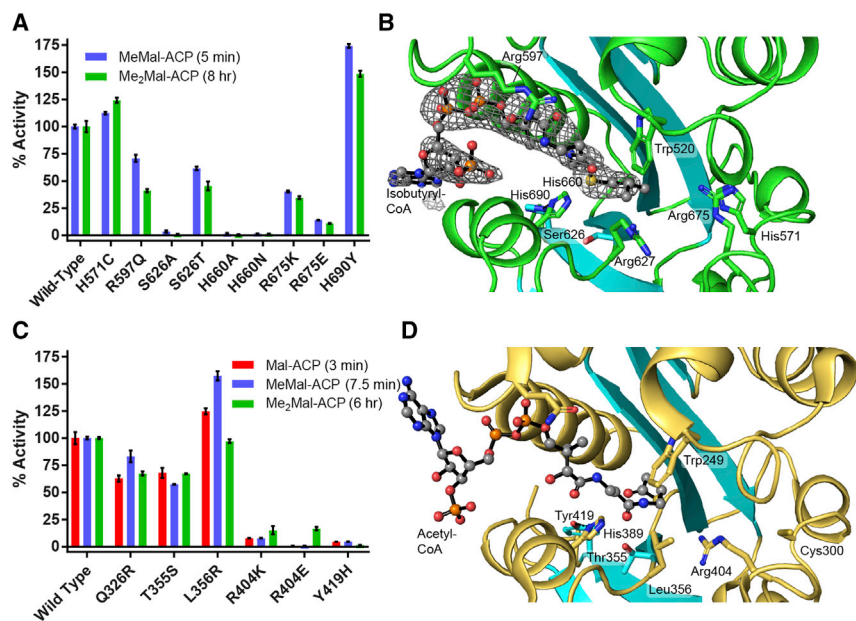 A
175
150
125
100
75
50
25
0
% Activity
MeMal-ACP (5 min)
Me₂Mal-ACP (8 hr)
Wild-Type
H571C
R597Q
S626A
S626T
H660A
H660N
R675K
R675E
H690Y
B
Arg597
Trp520
Isobutyryl-
CoA
His660
His690
Ser626
Arg627
Arg675
His571
C
175
150
125
100
75
50
25
0
% Activity
Mal-ACP (3 min)
MeMal-ACP (7.5 min)
Me₂Mal-ACP (6 hr)
Wild Type
Q326R
T355S
L356R
R404K
R404E
Y419H
D
Trp249
Acetyl-
CoA
Tyr419
His389
Thr355
Leu356
Arg404
Cys300